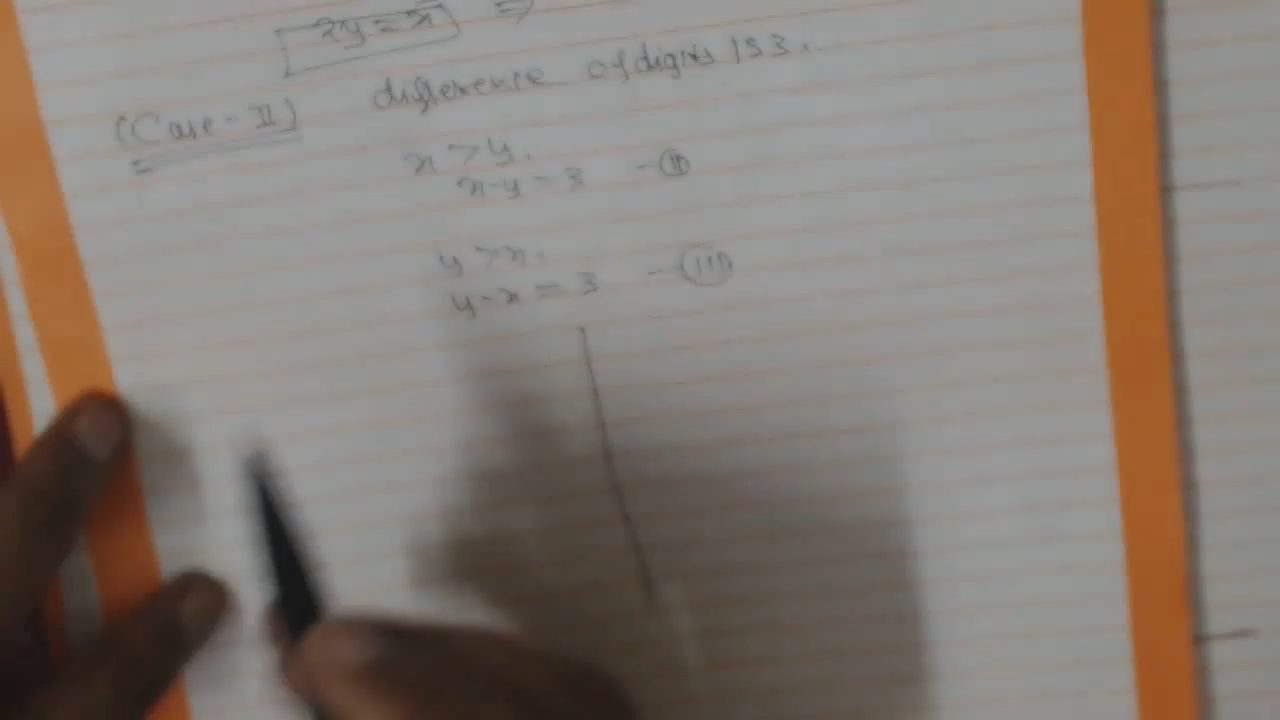 2y = x ⇒
(Case - II) difference of digits is 3.
x > y.
x - y = 3 - (II)
y > x.
y - x = 3 - (III)